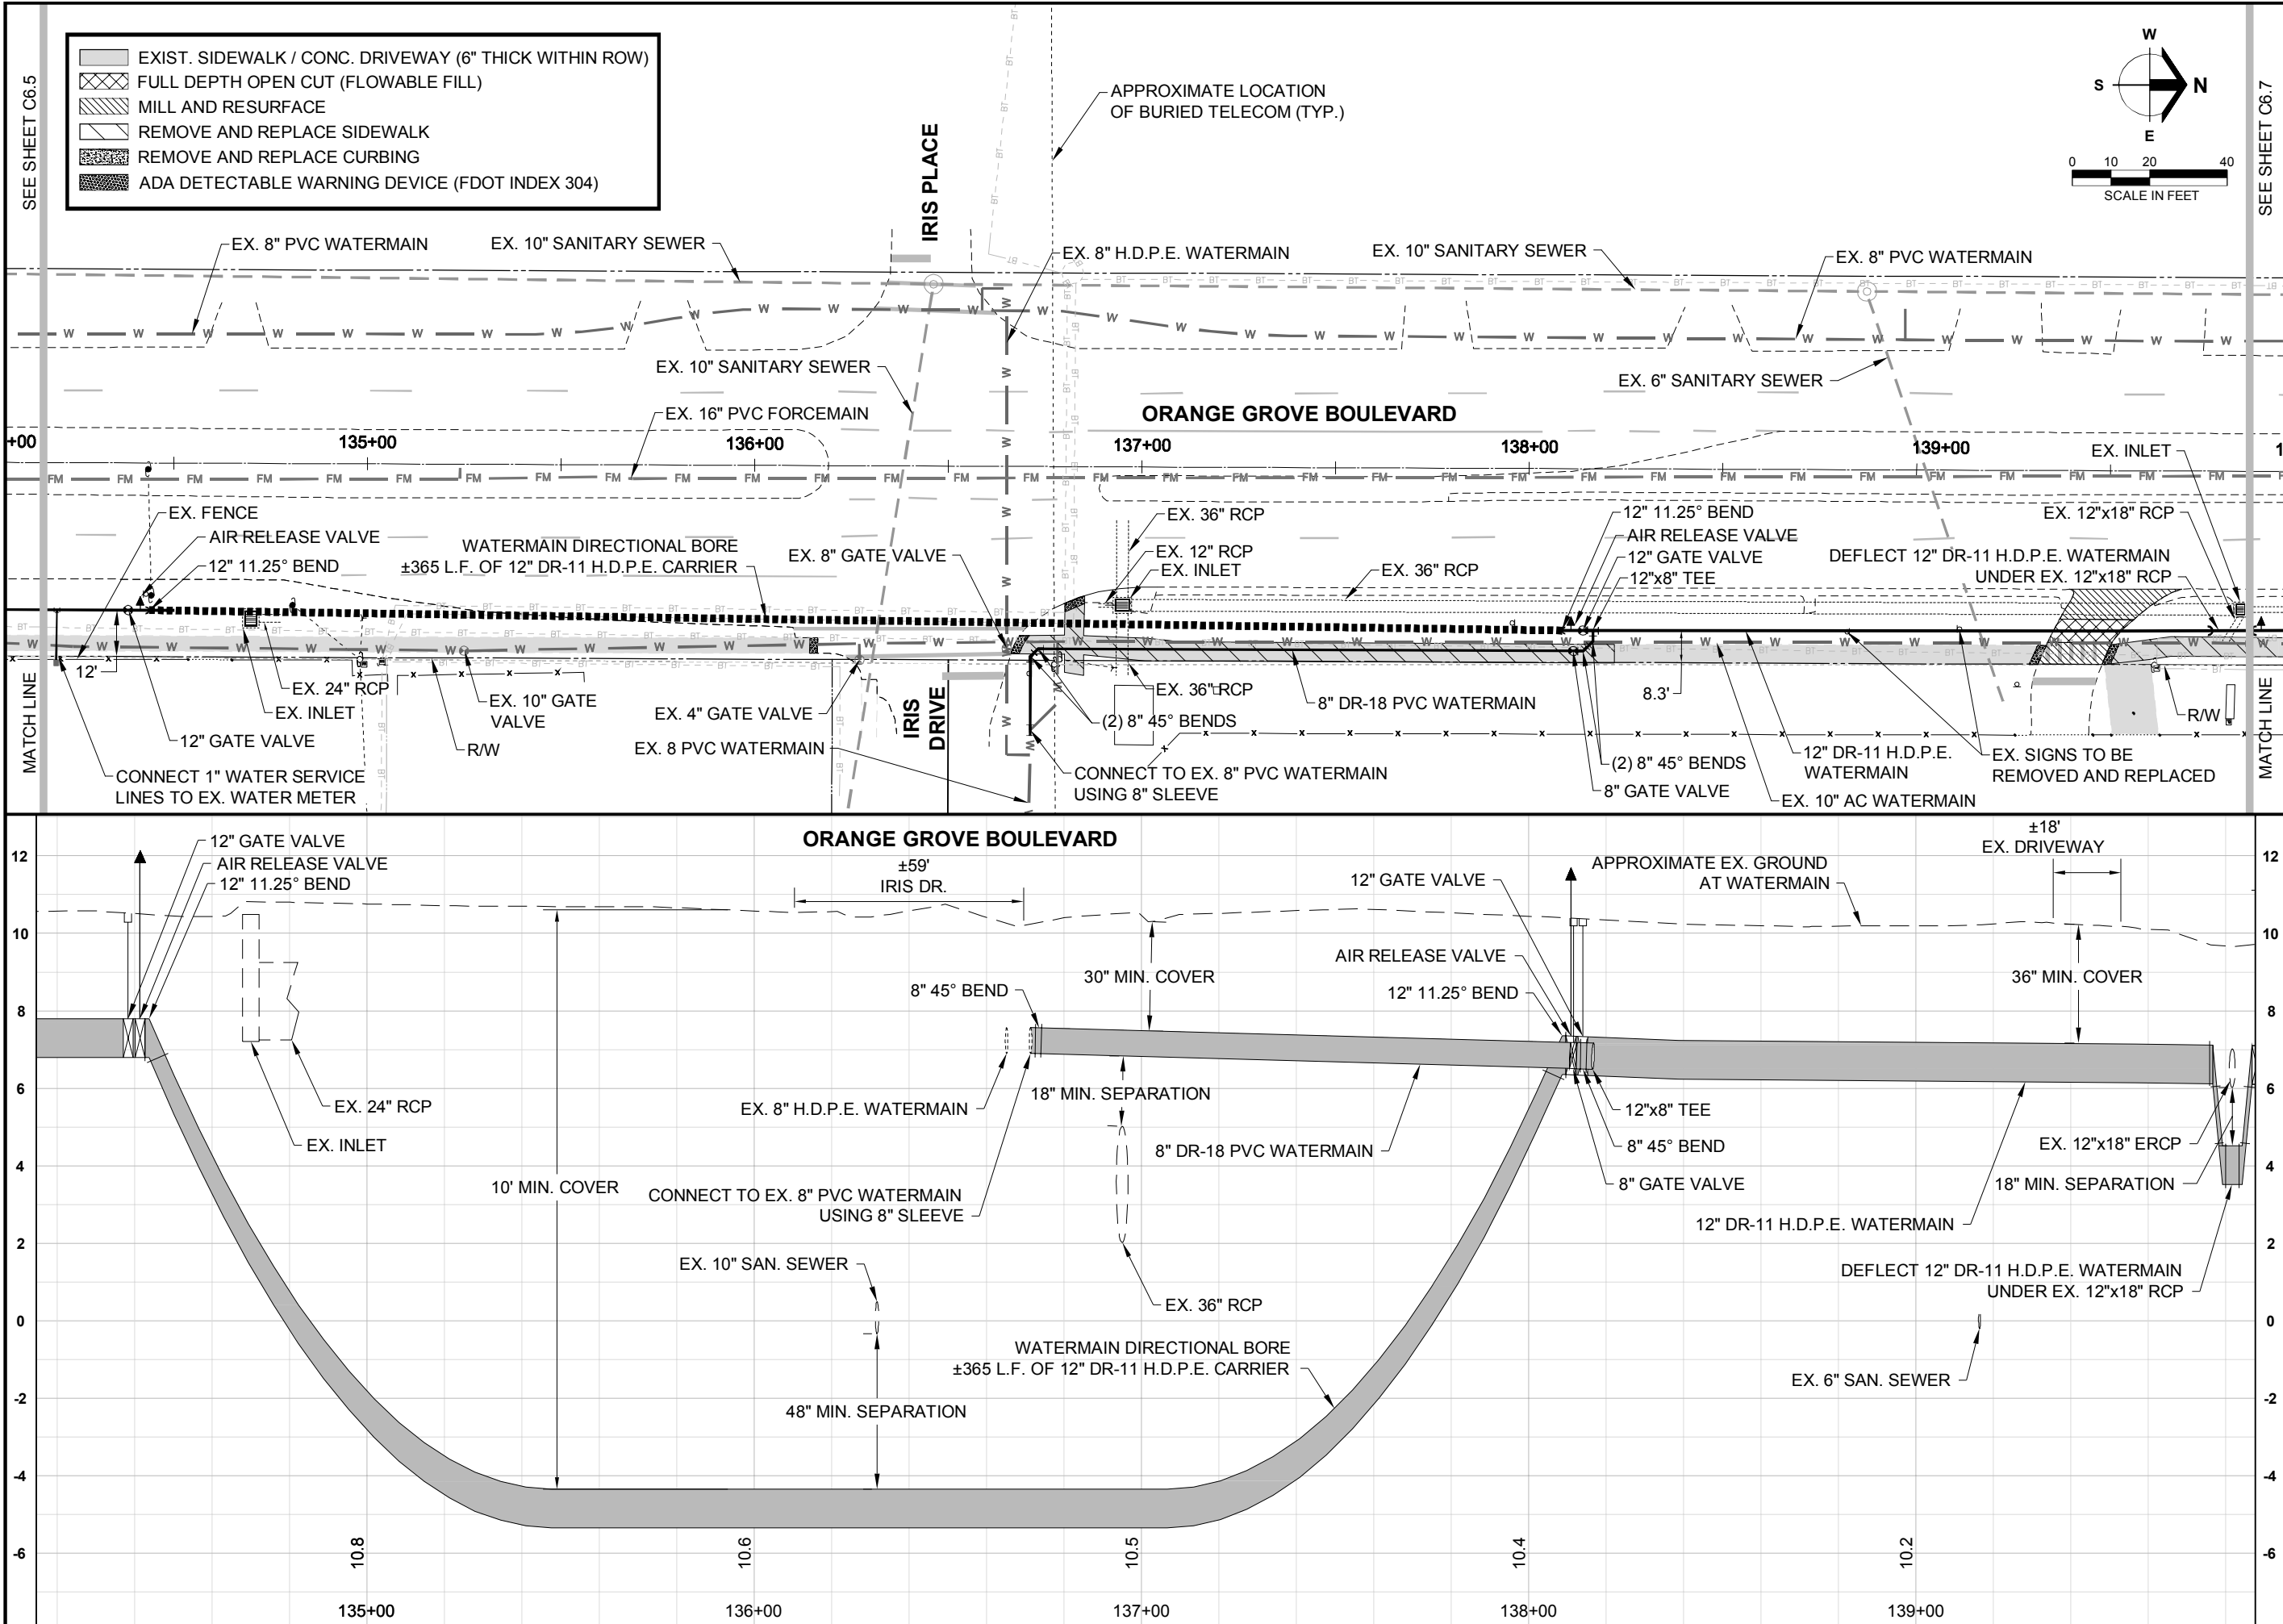 EXIST. SIDEWALK / CONC. DRIVEWAY (6" THICK WITHIN ROW)
FULL DEPTH OPEN CUT (FLOWABLE FILL)
MILL AND RESURFACE
REMOVE AND REPLACE SIDEWALK
REMOVE AND REPLACE CURBING
ADA DETECTABLE WARNING DEVICE (FDOT INDEX 304)
SEE SHEET C6.5
MATCH LINE
SEE SHEET C6.7
MATCH LINE
W
S
N
E
0 10 20 40
SCALE IN FEET
APPROXIMATE LOCATION
OF BURIED TELECOM (TYP.)
IRIS PLACE
EX. 8" PVC WATERMAIN
EX. 10" SANITARY SEWER
EX. 8" H.D.P.E. WATERMAIN
EX. 10" SANITARY SEWER
EX. 8" PVC WATERMAIN
EX. 10" SANITARY SEWER
EX. 6" SANITARY SEWER
EX. 16" PVC FORCEMAIN
ORANGE GROVE BOULEVARD
+00
135+00
136+00
137+00
138+00
139+00
1
EX. INLET
EX. FENCE
AIR RELEASE VALVE
12" 11.25° BEND
WATERMAIN DIRECTIONAL BORE
±365 L.F. OF 12" DR-11 H.D.P.E. CARRIER
EX. 8" GATE VALVE
EX. 36" RCP
EX. 12" RCP
EX. INLET
EX. 36" RCP
12" 11.25° BEND
AIR RELEASE VALVE
12" GATE VALVE
12"x8" TEE
EX. 12"x18" RCP
DEFLECT 12" DR-11 H.D.P.E. WATERMAIN
UNDER EX. 12"x18" RCP
12'
EX. 24" RCP
EX. INLET
12" GATE VALVE
CONNECT 1" WATER SERVICE
LINES TO EX. WATER METER
R/W
EX. 10" GATE
VALVE
EX. 4" GATE VALVE
EX. 8 PVC WATERMAIN
IRIS
DRIVE
(2) 8" 45° BENDS
EX. 36" RCP
CONNECT TO EX. 8" PVC WATERMAIN
USING 8" SLEEVE
8" DR-18 PVC WATERMAIN
8.3'
(2) 8" 45° BENDS
8" GATE VALVE
12" DR-11 H.D.P.E.
WATERMAIN
EX. 10" AC WATERMAIN
EX. SIGNS TO BE
REMOVED AND REPLACED
R/W
ORANGE GROVE BOULEVARD
12
10
8
6
4
2
0
-2
-4
-6
12
10
8
6
4
2
0
-2
-4
-6
12" GATE VALVE
AIR RELEASE VALVE
12" 11.25° BEND
±59'
IRIS DR.
12" GATE VALVE
APPROXIMATE EX. GROUND
AT WATERMAIN
±18'
EX. DRIVEWAY
30" MIN. COVER
AIR RELEASE VALVE
12" 11.25° BEND
36" MIN. COVER
8" 45° BEND
EX. 24" RCP
EX. INLET
EX. 8" H.D.P.E. WATERMAIN
18" MIN. SEPARATION
8" DR-18 PVC WATERMAIN
12"x8" TEE
8" 45° BEND
8" GATE VALVE
EX. 12"x18" ERCP
18" MIN. SEPARATION
10' MIN. COVER
CONNECT TO EX. 8" PVC WATERMAIN
USING 8" SLEEVE
12" DR-11 H.D.P.E. WATERMAIN
EX. 10" SAN. SEWER
EX. 36" RCP
DEFLECT 12" DR-11 H.D.P.E. WATERMAIN
UNDER EX. 12"x18" RCP
WATERMAIN DIRECTIONAL BORE
±365 L.F. OF 12" DR-11 H.D.P.E. CARRIER
EX. 6" SAN. SEWER
48" MIN. SEPARATION
10.8
10.6
10.5
10.4
10.2
135+00
136+00
137+00
138+00
139+00